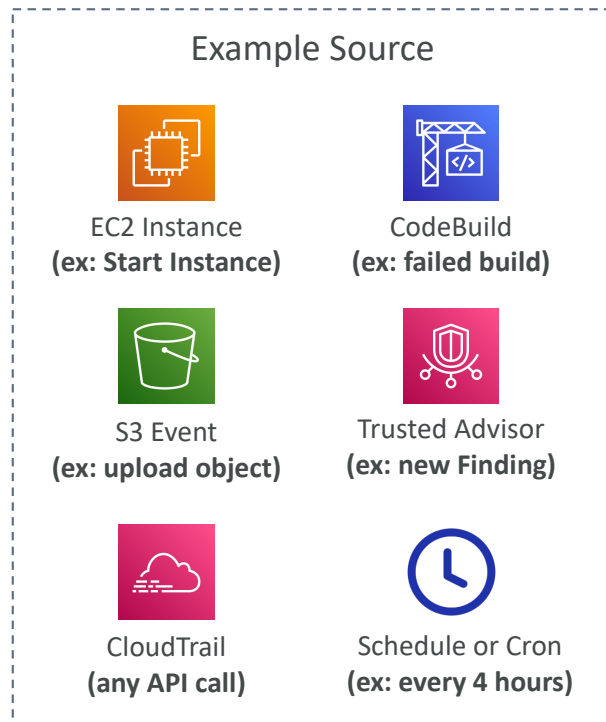 Example Source
EC2 Instance
(ex: Start Instance)
CodeBuild
(ex: failed build)
</>
S3 Event
(ex: upload object)
Trusted Advisor
(ex: new Finding)
CloudTrail
(any API call)
Schedule or Cron
(ex: every 4 hours)